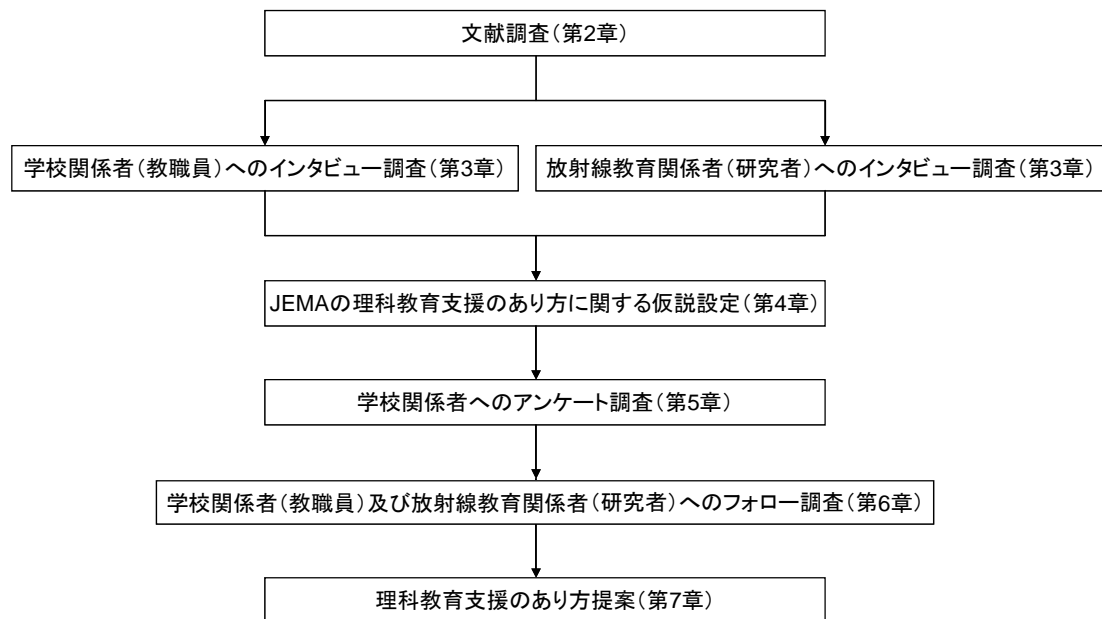 文献調査（第2章）
学校関係者（教職員）へのインタビュー調査（第3章）
放射線教育関係者（研究者）へのインタビュー調査（第3章）
JEMAの理科教育支援のあり方に関する仮説設定（第4章）
学校関係者へのアンケート調査（第5章）
学校関係者（教職員）及び放射線教育関係者（研究者）へのフォロー調査（第6章）
理科教育支援のあり方提案（第7章）